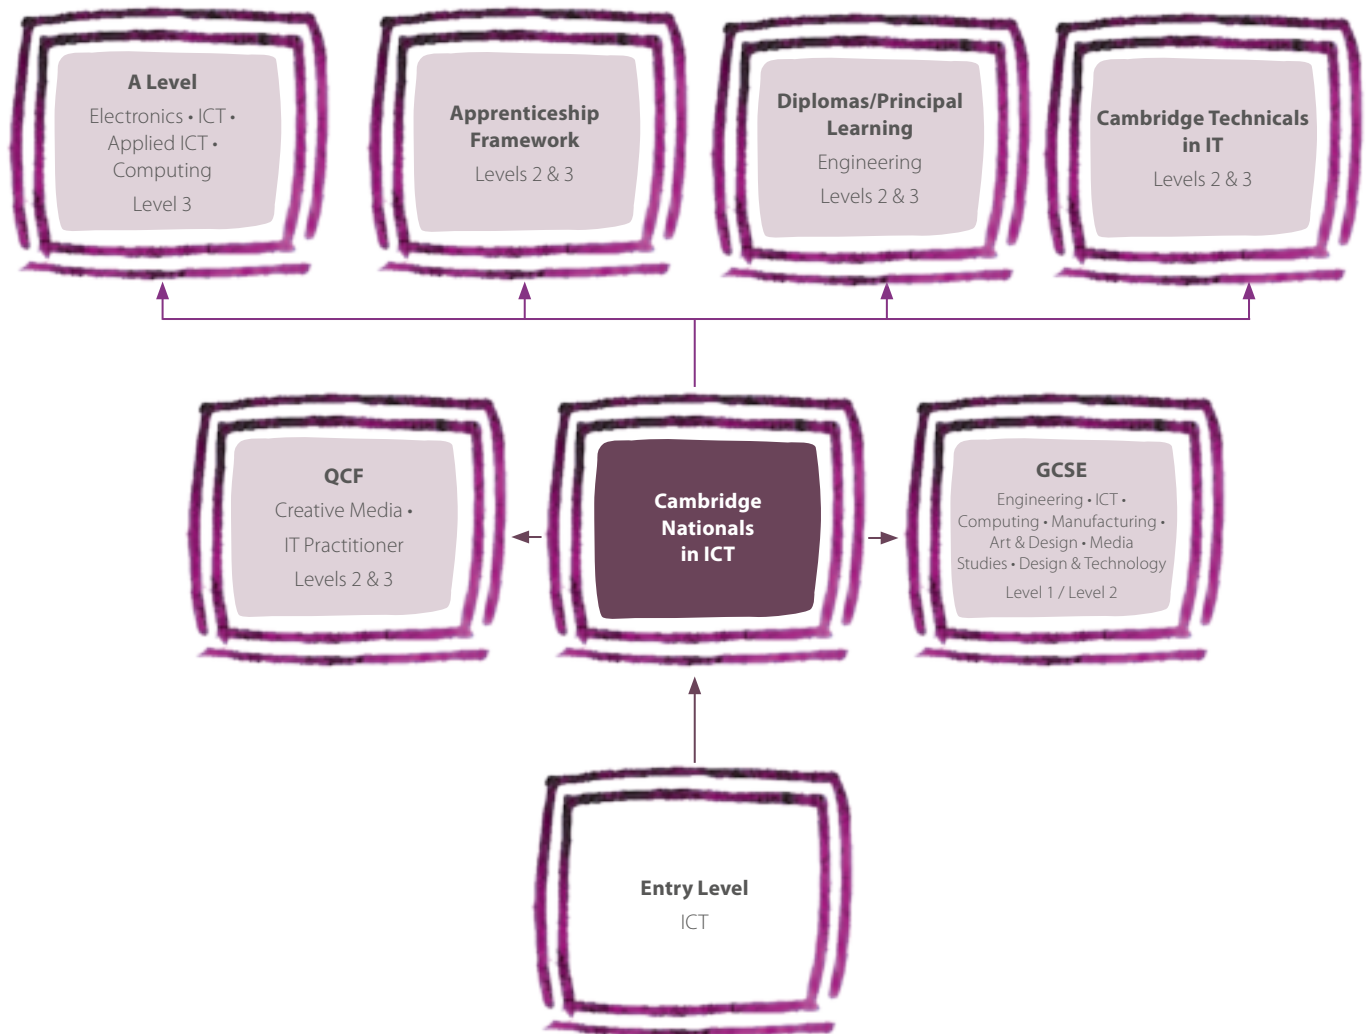 A Level
Electronics • ICT •
Applied ICT •
Computing
Level 3
Apprenticeship
Framework
Levels 2 & 3
Diplomas/Principal
Learning
Engineering
Levels 2 & 3
Cambridge Technicals
in IT
Levels 2 & 3
QCF
Creative Media •
IT Practitioner
Levels 2 & 3
Cambridge
Nationals
in ICT
GCSE
Engineering • ICT •
Computing • Manufacturing •
Art & Design • Media
Studies • Design & Technology
Level 1 / Level 2
Entry Level
ICT